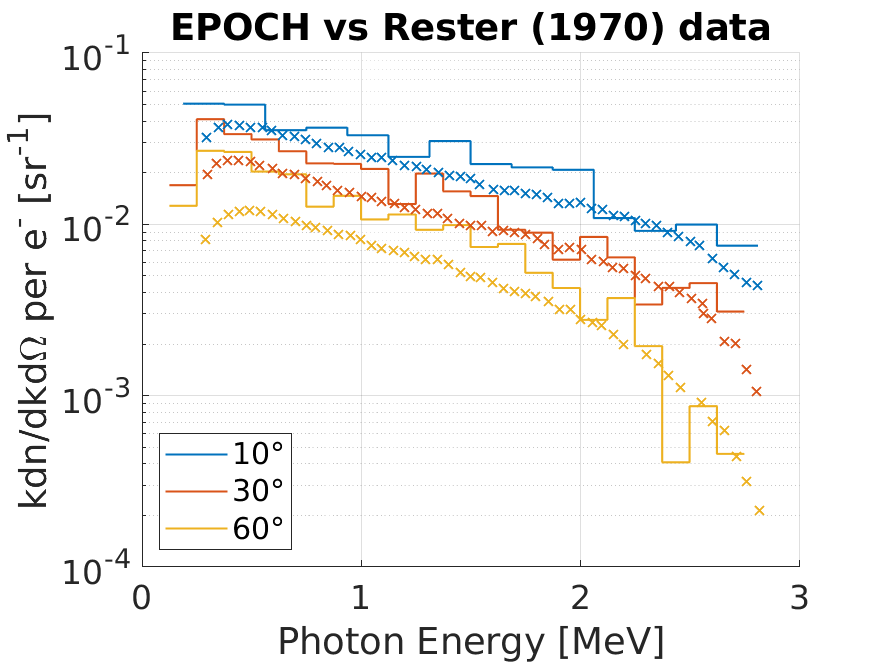 EPOCH vs Rester (1970) data
kdn/dkdΩ per e⁻ [sr⁻¹]
10⁻¹
10⁻²
10⁻³
10⁻⁴
10°
30°
60°
0 1 2 3
Photon Energy [MeV]